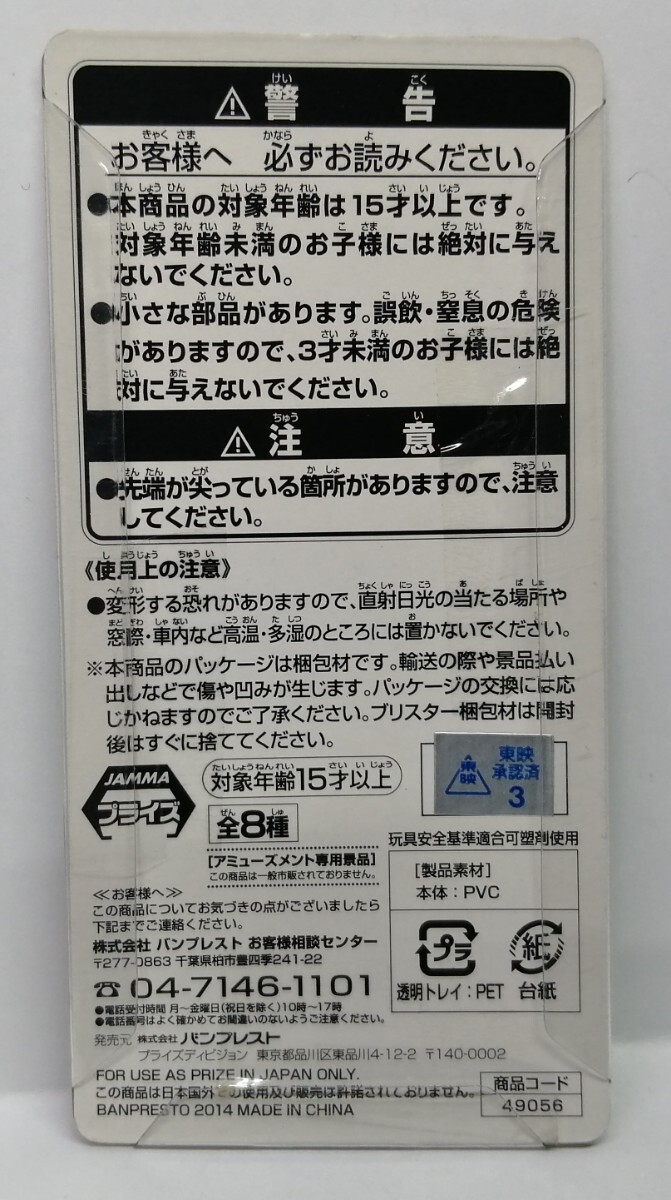 ⚠警告
お客様へ 必ずお読みください。
●本商品の対象年齢は15才以上です。
対象年齢未満のお子様には絶対に与え
ないでください。
●小さな部品があります。誤飲・窒息の危険
がありますので、3才未満のお子様には絶
対に与えないでください。
⚠注意
●先端が尖っている箇所がありますので、注意
してください。
《使用上の注意》
●変形する恐れがありますので、直射日光の当たる場所や
窓際・車内など高温・多湿のところには置かないでください。
※本商品のパッケージは梱包材です。輸送の際や景品払い
出しなどで傷や凹みが生じます。パッケージの交換には応
じかねますのでご了承ください。ブリスター梱包材は開封
後はすぐに捨ててください。
JAMMA
プライズ
対象年齢15才以上
全8種
[アミューズメント専用景品]
この商品は一般市販されておりません。
東映
東映
承認済
3
玩具安全基準適合可塑剤使用
[製品素材]
本体:PVC
プラ
紙
透明トレイ:PET 台紙
≪お客様へ≫
この商品についてお気づきの点がございましたら
下記までご連絡ください。
株式会社 バンプレスト お客様相談センター
〒277-0863 千葉県柏市豊四季241-22
☎04-7146-1101
●電話受付時間 月〜金曜日(祝日を除く)10時〜17時
●電話番号はよく確かめてお間違いのないようご注意ください。
発売元 株式会社 バンプレスト
プライズディビジョン 東京都品川区東品川4-12-2 〒140-0002
FOR USE AS PRIZE IN JAPAN ONLY.
この商品は日本国外での使用及び販売は許諾されておりません。
BANPRESTO 2014 MADE IN CHINA
商品コード
49056